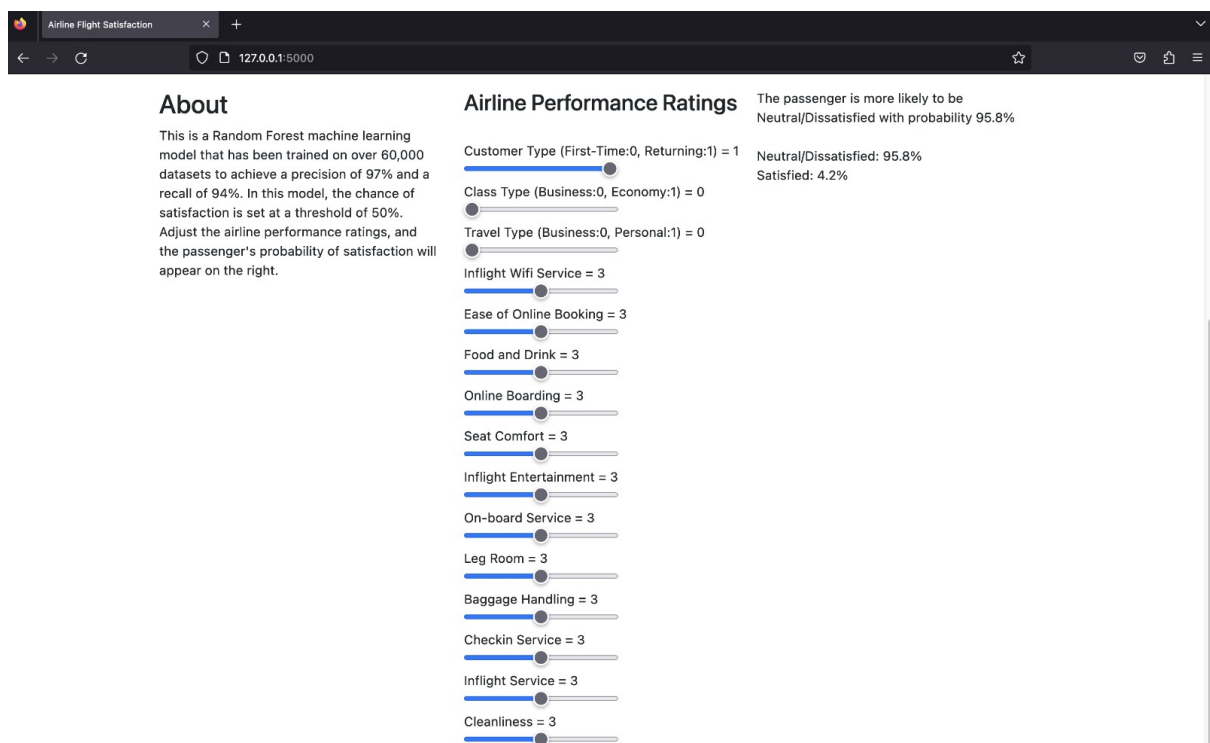 Airline Flight Satisfaction
127.0.0.1:5000
About
This is a Random Forest machine learning
model that has been trained on over 60,000
datasets to achieve a precision of 97% and a
recall of 94%. In this model, the chance of
satisfaction is set at a threshold of 50%.
Adjust the airline performance ratings, and
the passenger's probability of satisfaction will
appear on the right.
Airline Performance Ratings
Customer Type (First-Time:0, Returning:1) = 1
Class Type (Business:0, Economy:1) = 0
Travel Type (Business:0, Personal:1) = 0
Inflight Wifi Service = 3
Ease of Online Booking = 3
Food and Drink = 3
Online Boarding = 3
Seat Comfort = 3
Inflight Entertainment = 3
On-board Service = 3
Leg Room = 3
Baggage Handling = 3
Checkin Service = 3
Inflight Service = 3
Cleanliness = 3
The passenger is more likely to be
Neutral/Dissatisfied with probability 95.8%
Neutral/Dissatisfied: 95.8%
Satisfied: 4.2%